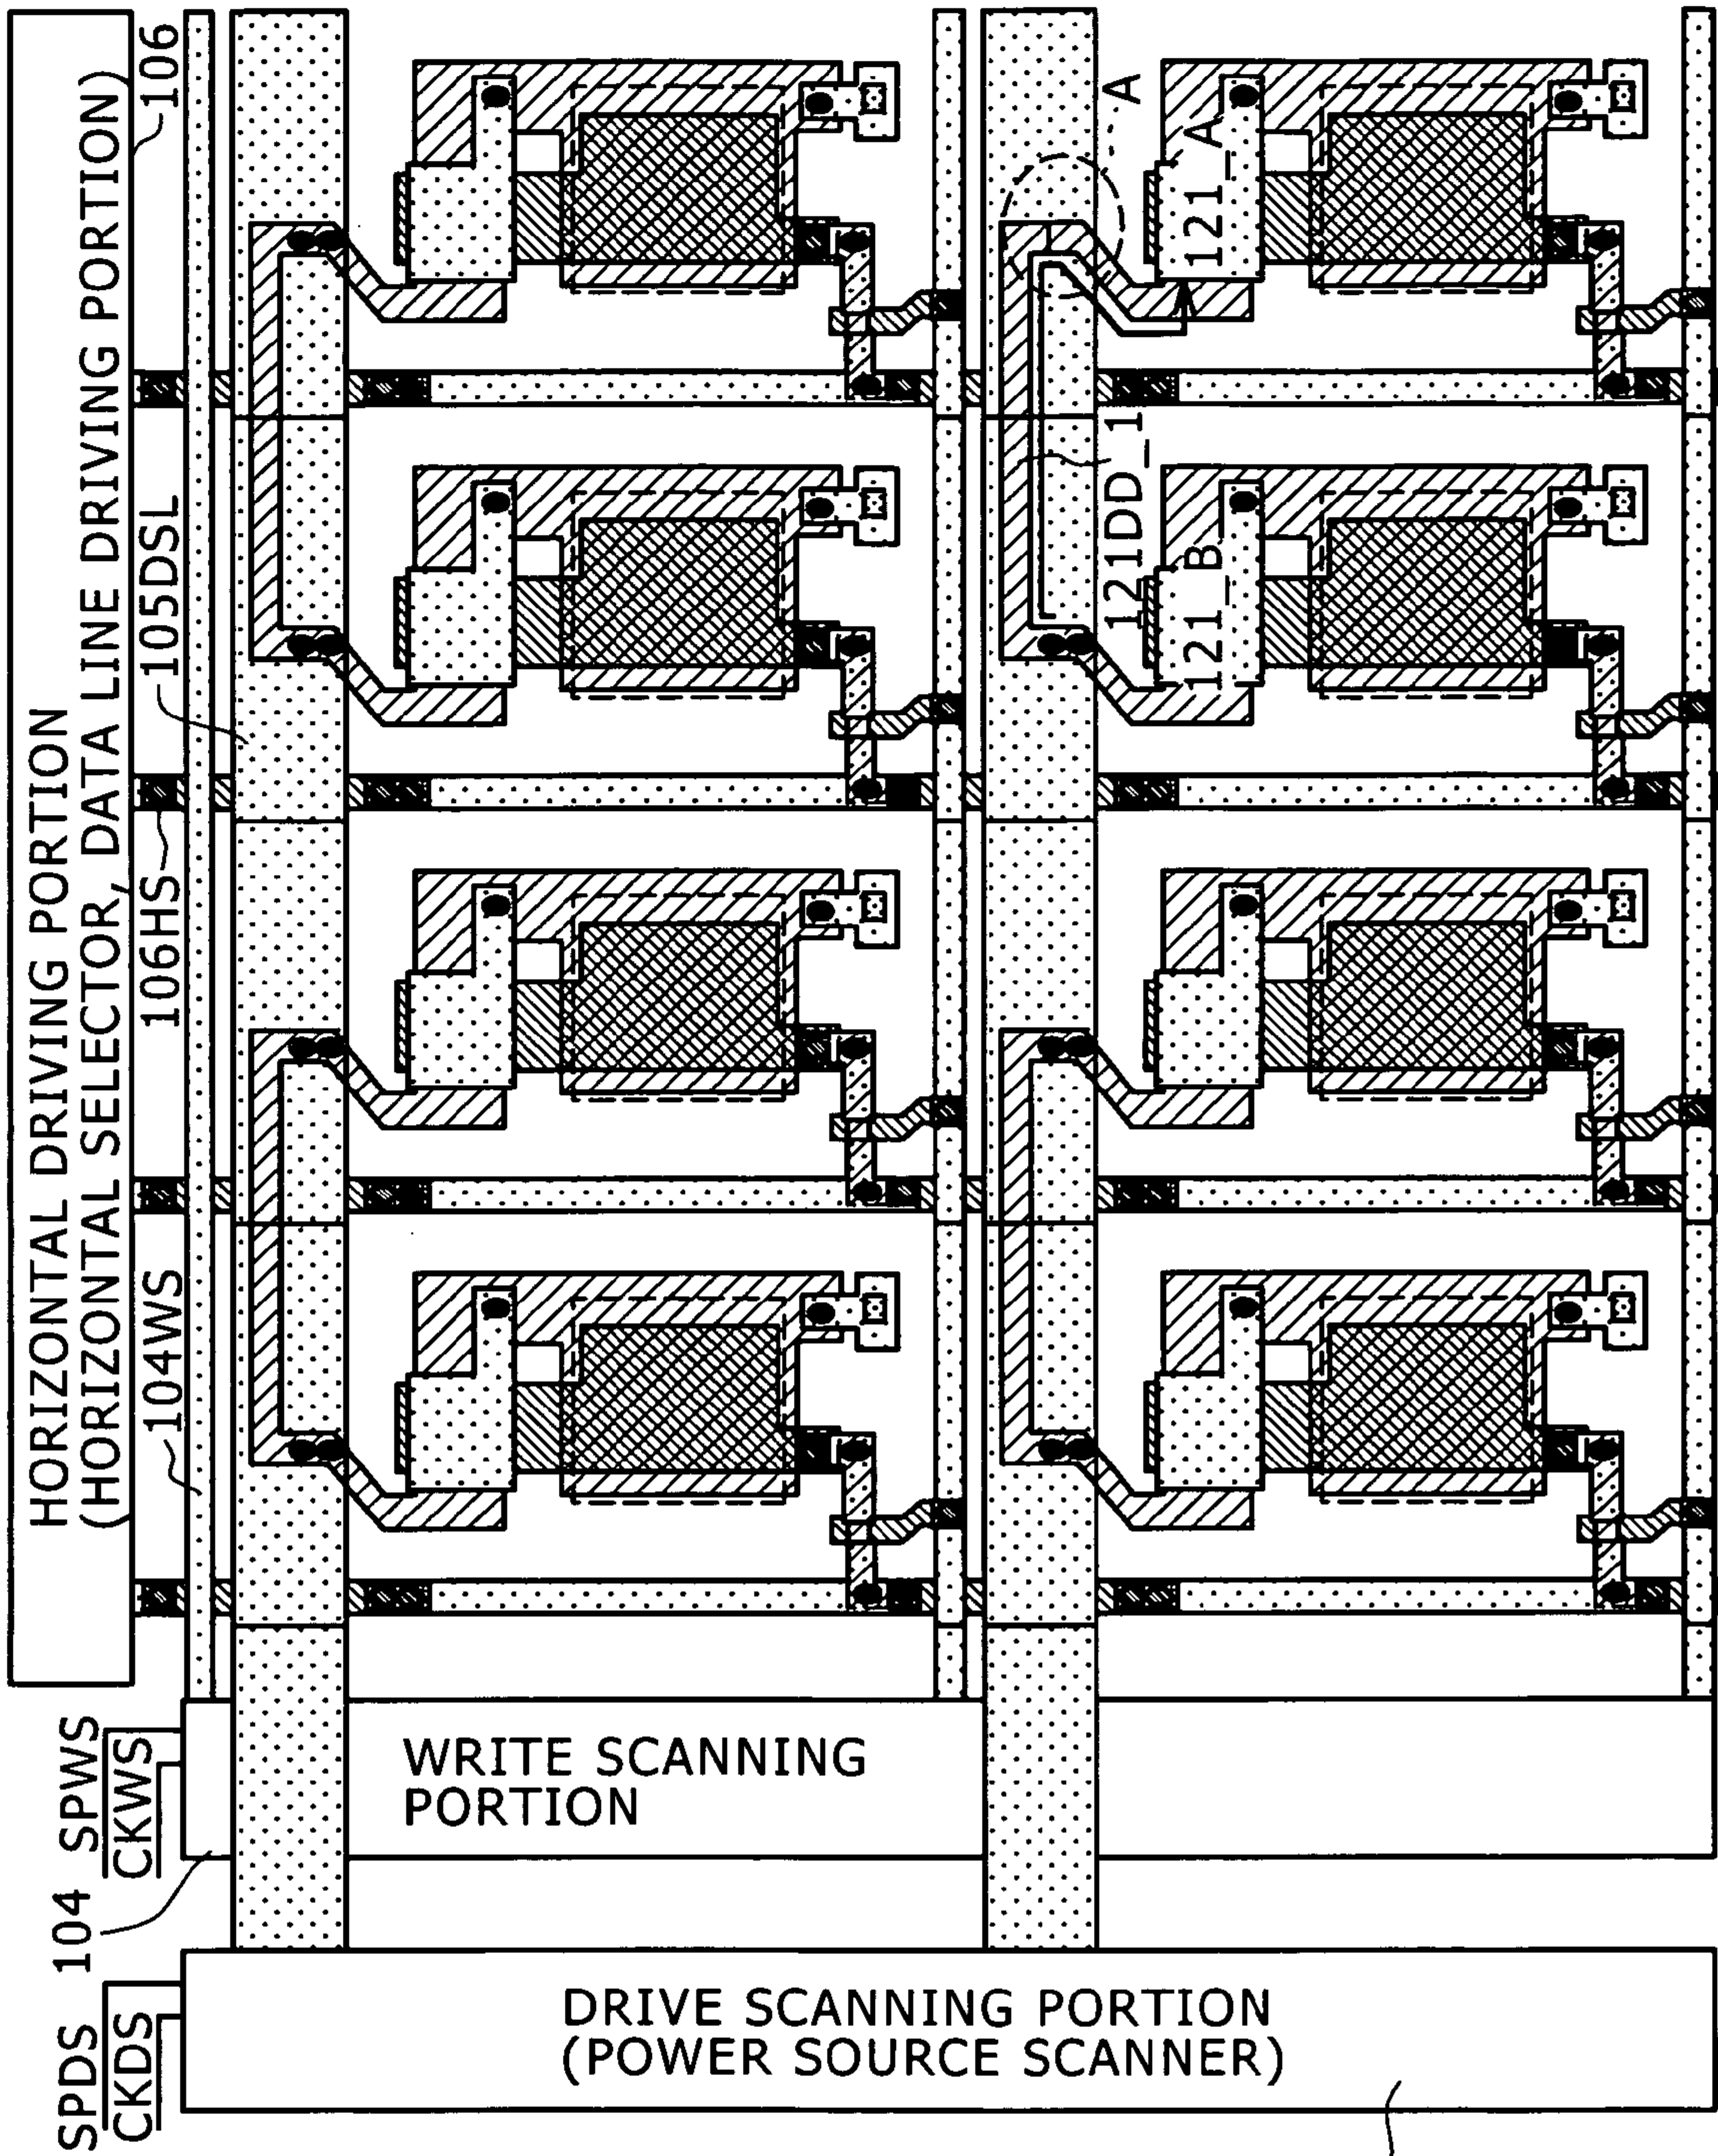 HORIZONTAL DRIVING PORTION
(HORIZONTAL SELECTOR, DATA LINE DRIVING PORTION)
106
105DSL
106HS
104WS
A
121_A
121DD_1
121_B
SPWS
CKWS
104
WRITE SCANNING
PORTION
SPDS
CKDS
DRIVE SCANNING PORTION
(POWER SOURCE SCANNER)